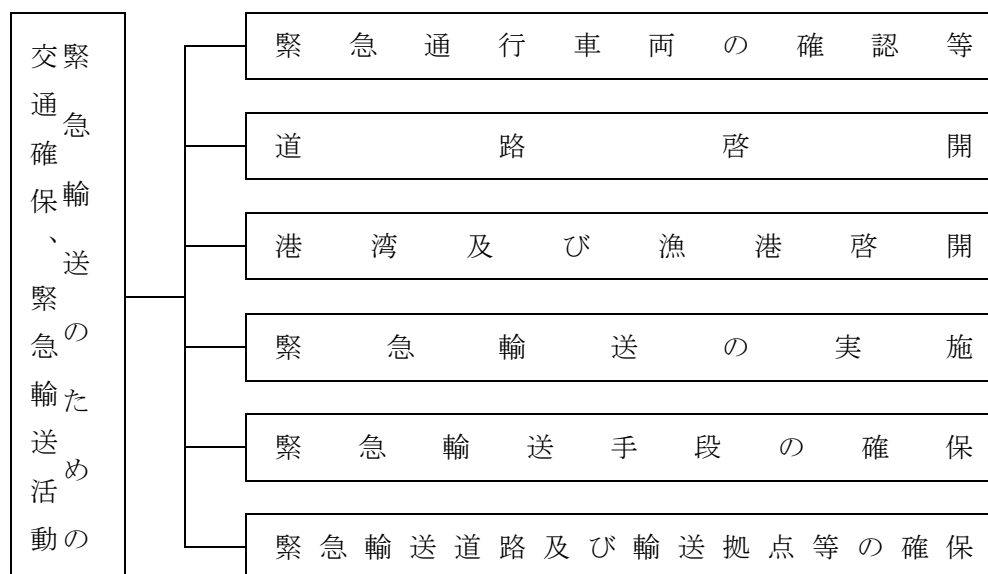 緊急輸送のための
交通確保、緊急輸送活動
緊急通行車両の確認等
道路啓開
港湾及び漁港啓開
緊急輸送の実施
緊急輸送手段の確保
緊急輸送道路及び輸送拠点等の確保